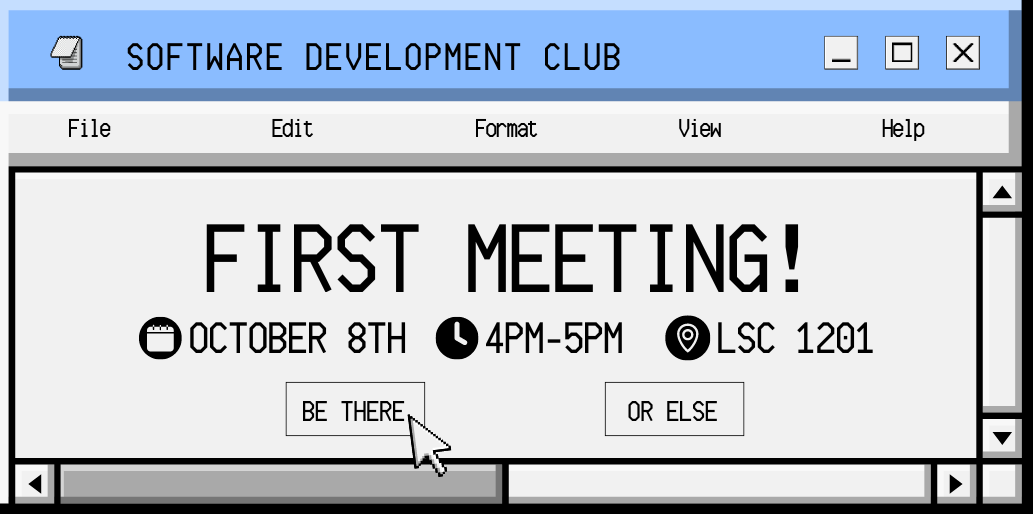 SOFTWARE DEVELOPMENT CLUB
File Edit Format View Help
FIRST MEETING!
OCTOBER 8TH 4PM-5PM LSC 1201
BE THERE OR ELSE